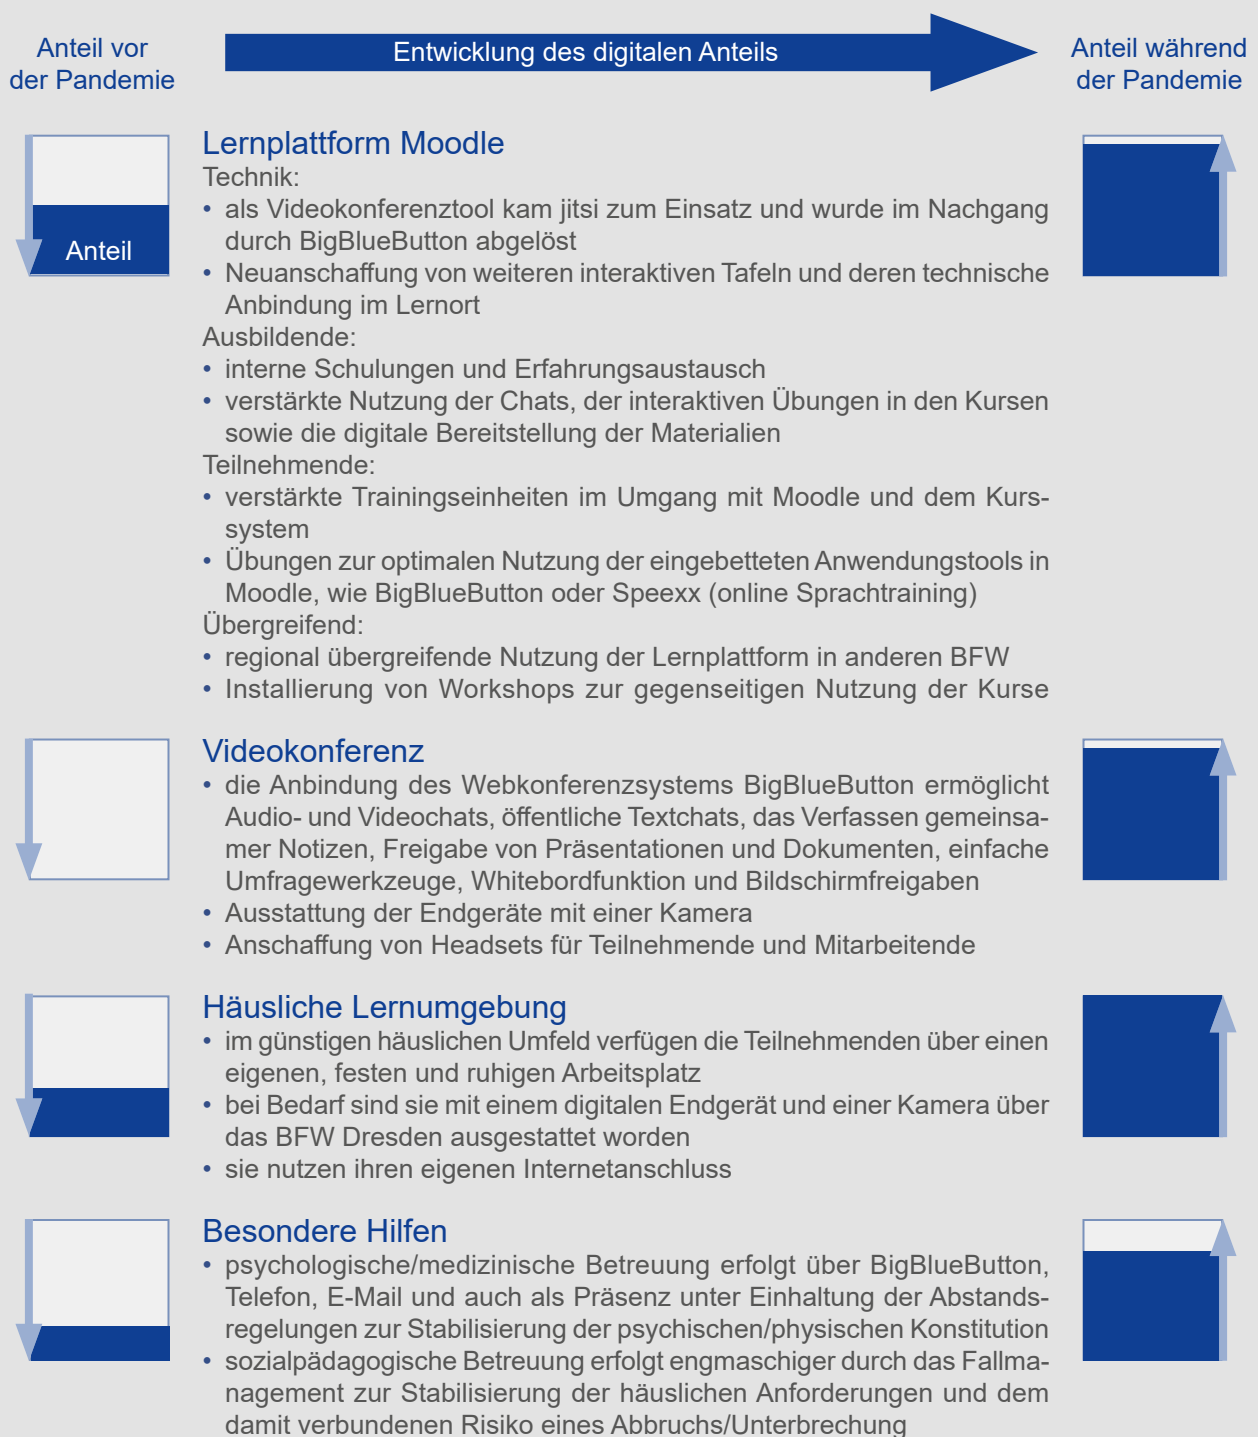 Anteil vor
der Pandemie
Entwicklung des digitalen Anteils
Anteil während
der Pandemie
Anteil
Lernplattform Moodle
Technik:
• als Videokonferenztool kam jitsi zum Einsatz und wurde im Nachgang
durch BigBlueButton abgelöst
• Neuanschaffung von weiteren interaktiven Tafeln und deren technische
Anbindung im Lernort
Ausbildende:
• interne Schulungen und Erfahrungsaustausch
• verstärkte Nutzung der Chats, der interaktiven Übungen in den Kursen
sowie die digitale Bereitstellung der Materialien
Teilnehmende:
• verstärkte Trainingseinheiten im Umgang mit Moodle und dem Kurs-
system
• Übungen zur optimalen Nutzung der eingebetteten Anwendungstools in
Moodle, wie BigBlueButton oder Speexx (online Sprachtraining)
Übergreifend:
• regional übergreifende Nutzung der Lernplattform in anderen BFW
• Installierung von Workshops zur gegenseitigen Nutzung der Kurse
Videokonferenz
• die Anbindung des Webkonferenzsystems BigBlueButton ermöglicht
Audio- und Videochats, öffentliche Textchats, das Verfassen gemeinsa-
mer Notizen, Freigabe von Präsentationen und Dokumenten, einfache
Umfragewerkzeuge, Whitebordfunktion und Bildschirmfreigaben
• Ausstattung der Endgeräte mit einer Kamera
• Anschaffung von Headsets für Teilnehmende und Mitarbeitende
Häusliche Lernumgebung
• im günstigen häuslichen Umfeld verfügen die Teilnehmenden über einen
eigenen, festen und ruhigen Arbeitsplatz
• bei Bedarf sind sie mit einem digitalen Endgerät und einer Kamera über
das BFW Dresden ausgestattet worden
• sie nutzen ihren eigenen Internetanschluss
Besondere Hilfen
• psychologische/medizinische Betreuung erfolgt über BigBlueButton,
Telefon, E-Mail und auch als Präsenz unter Einhaltung der Abstands-
regelungen zur Stabilisierung der psychischen/physischen Konstitution
• sozialpädagogische Betreuung erfolgt engmaschiger durch das Fallma-
nagement zur Stabilisierung der häuslichen Anforderungen und dem
damit verbundenen Risiko eines Abbruchs/Unterbrechung